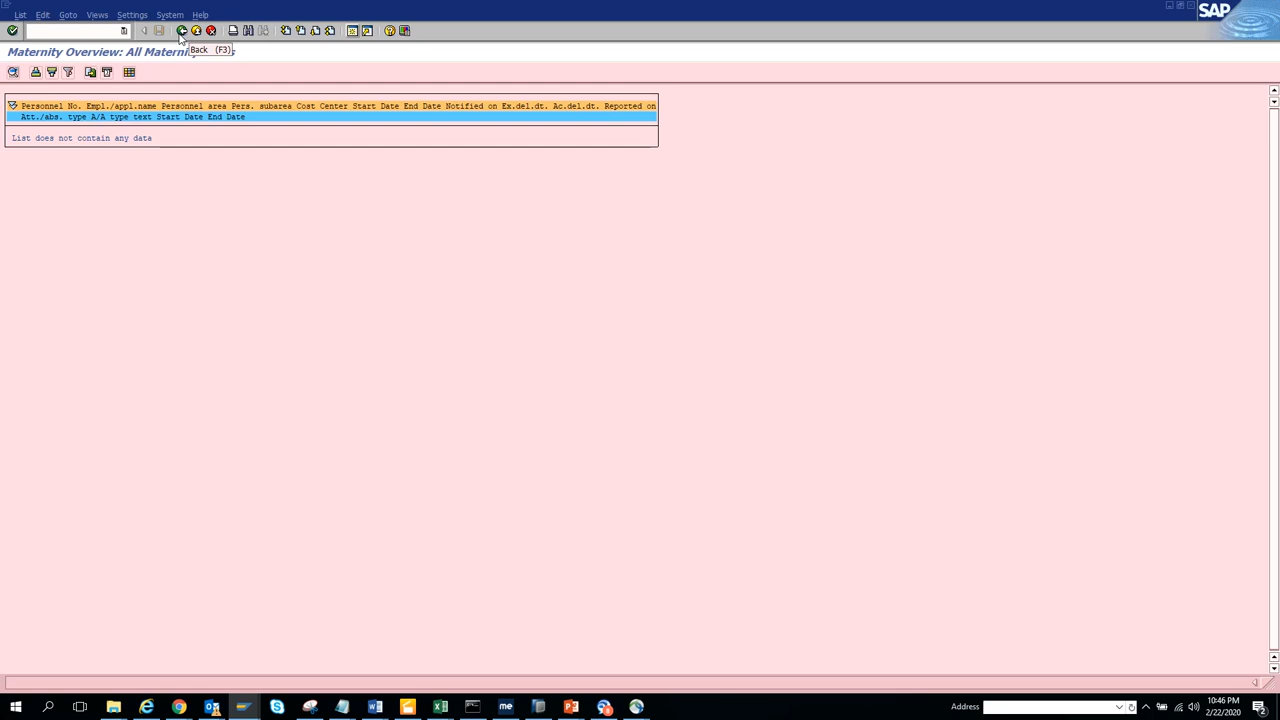 List Edit Goto Views Settings System Help
SAP
Maternity Overview: All Matern
Back (F3)
Personnel No. Empl./appl.name Personnel area Pers. subarea Cost Center Start Date End Date Notified on Ex.del.dt. Ac.del.dt. Reported on
Att./abs. type A/A type text Start Date End Date
List does not contain any data
Address
10:46 PM
2/22/2020